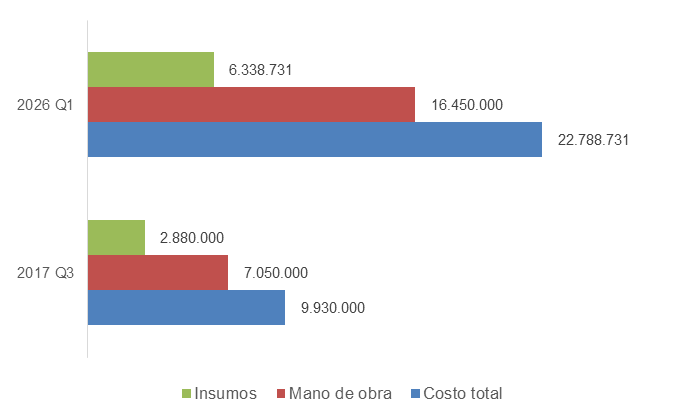 6.338.731
2026 Q1
16.450.000
22.788.731
2.880.000
2017 Q3
7.050.000
9.930.000
Insumos
Mano de obra
Costo total